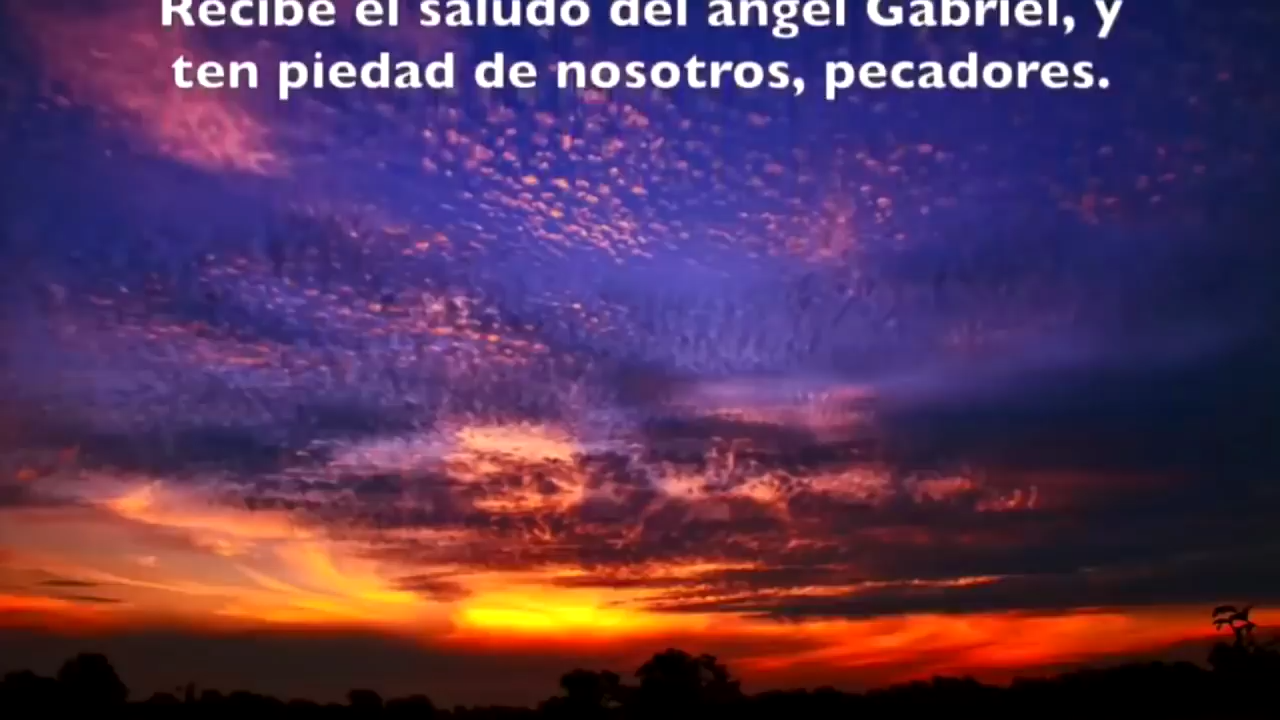 Recibe el saludo del ángel Gabriel, y
ten piedad de nosotros, pecadores.